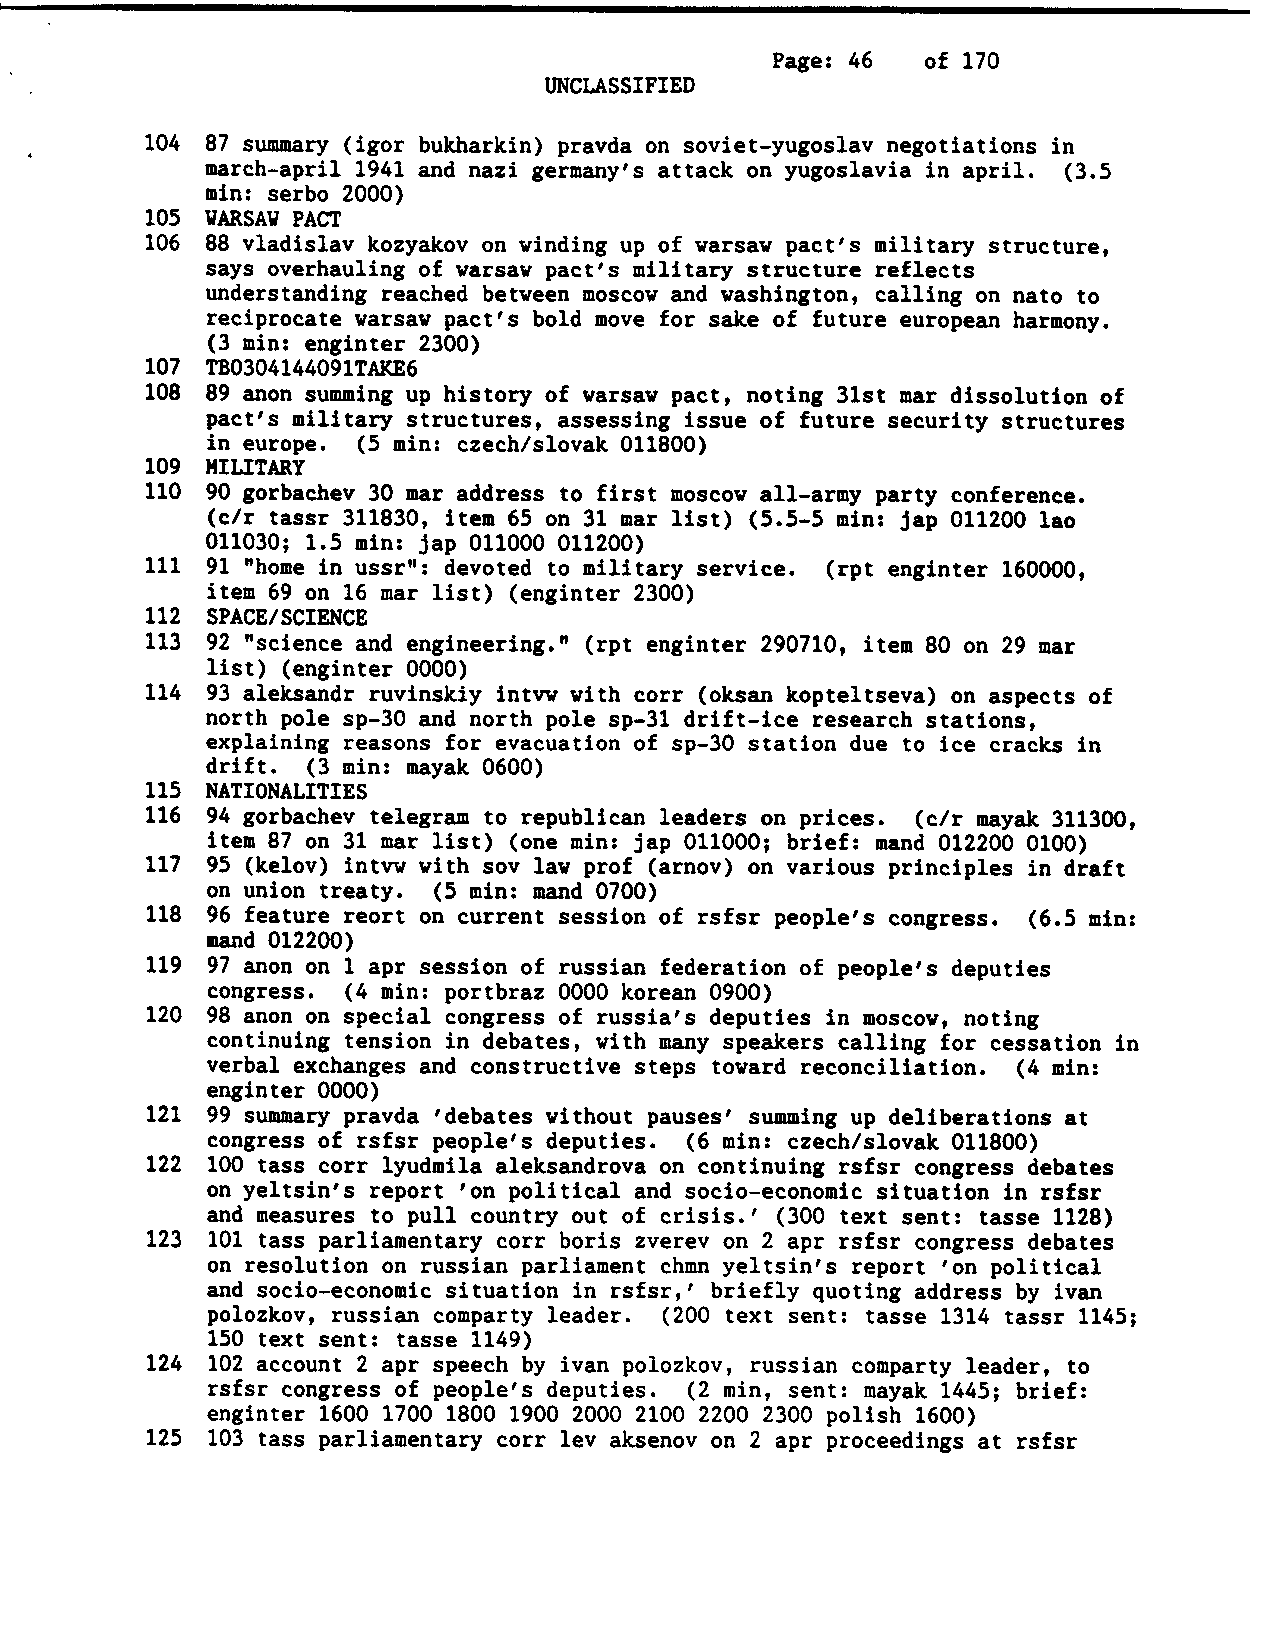 Page: 46 of 170
UNCLASSIFIED
104 87 summary (igor bukharkin) pravda on soviet-yugoslav negotiations in
march-april 1941 and nazi germany's attack on yugoslavia in april. (3.5
min: serbo 2000)
105 WARSAW PACT
106 88 vladislav kozyakov on winding up of warsaw pact's military structure,
says overhauling of warsaw pact's military structure reflects
understanding reached between moscow and washington, calling on nato to
reciprocate warsaw pact's bold move for sake of future european harmony.
(3 min: enginter 2300)
107 TB0304144091TAKE6
108 89 anon summing up history of warsaw pact, noting 31st mar dissolution of
pact's military structures, assessing issue of future security structures
in europe. (5 min: czech/slovak 011800)
109 MILITARY
110 90 gorbachev 30 mar address to first moscow all-army party conference.
(c/r tassr 311830, item 65 on 31 mar list) (5.5-5 min: jap 011200 lao
011030; 1.5 min: jap 011000 011200)
111 91 "home in ussr": devoted to military service. (rpt enginter 160000,
item 69 on 16 mar list) (enginter 2300)
112 SPACE/SCIENCE
113 92 "science and engineering." (rpt enginter 290710, item 80 on 29 mar
list) (enginter 0000)
114 93 aleksandr ruvinskiy intvw with corr (oksan kopteltseva) on aspects of
north pole sp-30 and north pole sp-31 drift-ice research stations,
explaining reasons for evacuation of sp-30 station due to ice cracks in
drift. (3 min: mayak 0600)
115 NATIONALITIES
116 94 gorbachev telegram to republican leaders on prices. (c/r mayak 311300,
item 87 on 31 mar list) (one min: jap 011000; brief: mand 012200 0100)
117 95 (kelov) intvw with sov law prof (arnov) on various principles in draft
on union treaty. (5 min: mand 0700)
118 96 feature reort on current session of rsfsr people's congress. (6.5 min:
mand 012200)
119 97 anon on 1 apr session of russian federation of people's deputies
congress. (4 min: portbraz 0000 korean 0900)
120 98 anon on special congress of russia's deputies in moscow, noting
continuing tension in debates, with many speakers calling for cessation in
verbal exchanges and constructive steps toward reconciliation. (4 min:
enginter 0000)
121 99 summary pravda 'debates without pauses' summing up deliberations at
congress of rsfsr people's deputies. (6 min: czech/slovak 011800)
122 100 tass corr lyudmila aleksandrova on continuing rsfsr congress debates
on yeltsin's report 'on political and socio-economic situation in rsfsr
and measures to pull country out of crisis.' (300 text sent: tasse 1128)
123 101 tass parliamentary corr boris zverev on 2 apr rsfsr congress debates
on resolution on russian parliament chmn yeltsin's report 'on political
and socio-economic situation in rsfsr,' briefly quoting address by ivan
polozkov, russian comparty leader. (200 text sent: tasse 1314 tassr 1145;
150 text sent: tasse 1149)
124 102 account 2 apr speech by ivan polozkov, russian comparty leader, to
rsfsr congress of people's deputies. (2 min, sent: mayak 1445; brief:
enginter 1600 1700 1800 1900 2000 2100 2200 2300 polish 1600)
125 103 tass parliamentary corr lev aksenov on 2 apr proceedings at rsfsr